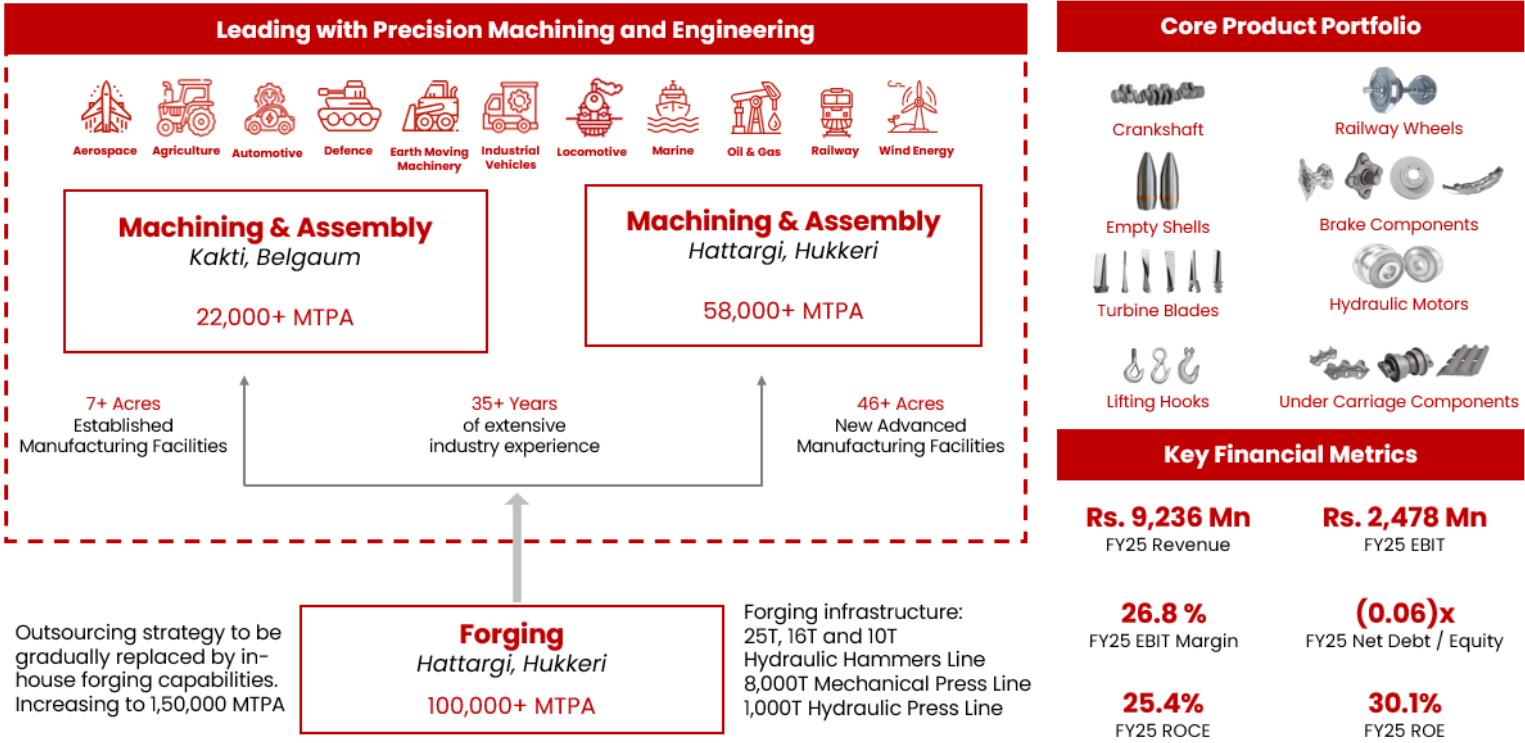 Leading with Precision Machining and Engineering
Aerospace
Agriculture
Automotive
Defence
Earth Moving
Machinery
Industrial
Vehicles
Locomotive
Marine
Oil & Gas
Railway
Wind Energy
Machining & Assembly
Kakti, Belgaum
22,000+ MTPA
Machining & Assembly
Hattargi, Hukkeri
58,000+ MTPA
7+ Acres
Established
Manufacturing Facilities
35+ Years
of extensive
industry experience
46+ Acres
New Advanced
Manufacturing Facilities
Outsourcing strategy to be
gradually replaced by in-
house forging capabilities.
Increasing to 1,50,000 MTPA
Forging
Hattargi, Hukkeri
100,000+ MTPA
Forging infrastructure:
25T, 16T and 10T
Hydraulic Hammers Line
8,000T Mechanical Press Line
1,000T Hydraulic Press Line
Core Product Portfolio
Crankshaft
Railway Wheels
Empty Shells
Brake Components
Turbine Blades
Hydraulic Motors
Lifting Hooks
Under Carriage Components
Key Financial Metrics
Rs. 9,236 Mn
FY25 Revenue
Rs. 2,478 Mn
FY25 EBIT
26.8 %
FY25 EBIT Margin
(0.06)x
FY25 Net Debt / Equity
25.4%
FY25 ROCE
30.1%
FY25 ROE